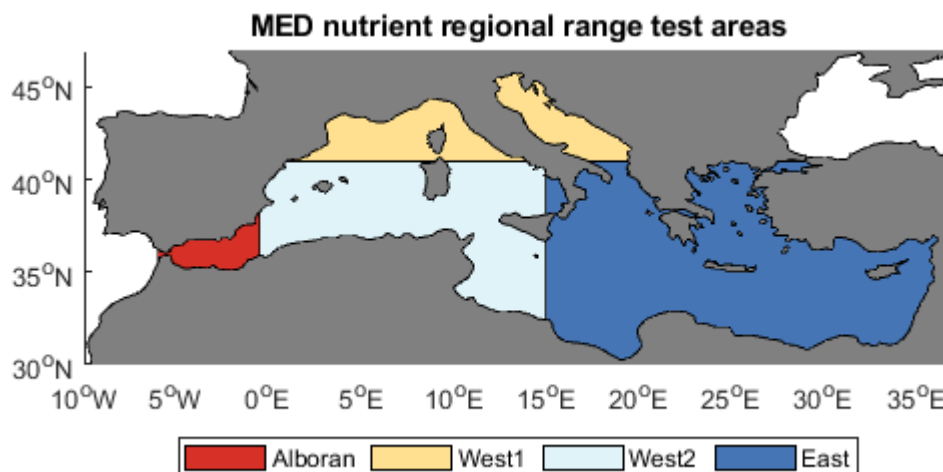 MED nutrient regional range test areas
45°N
40°N
35°N
30°N
10°W 5°W 0°E 5°E 10°E 15°E 20°E 25°E 30°E 35°E
Alboran West1 West2 East